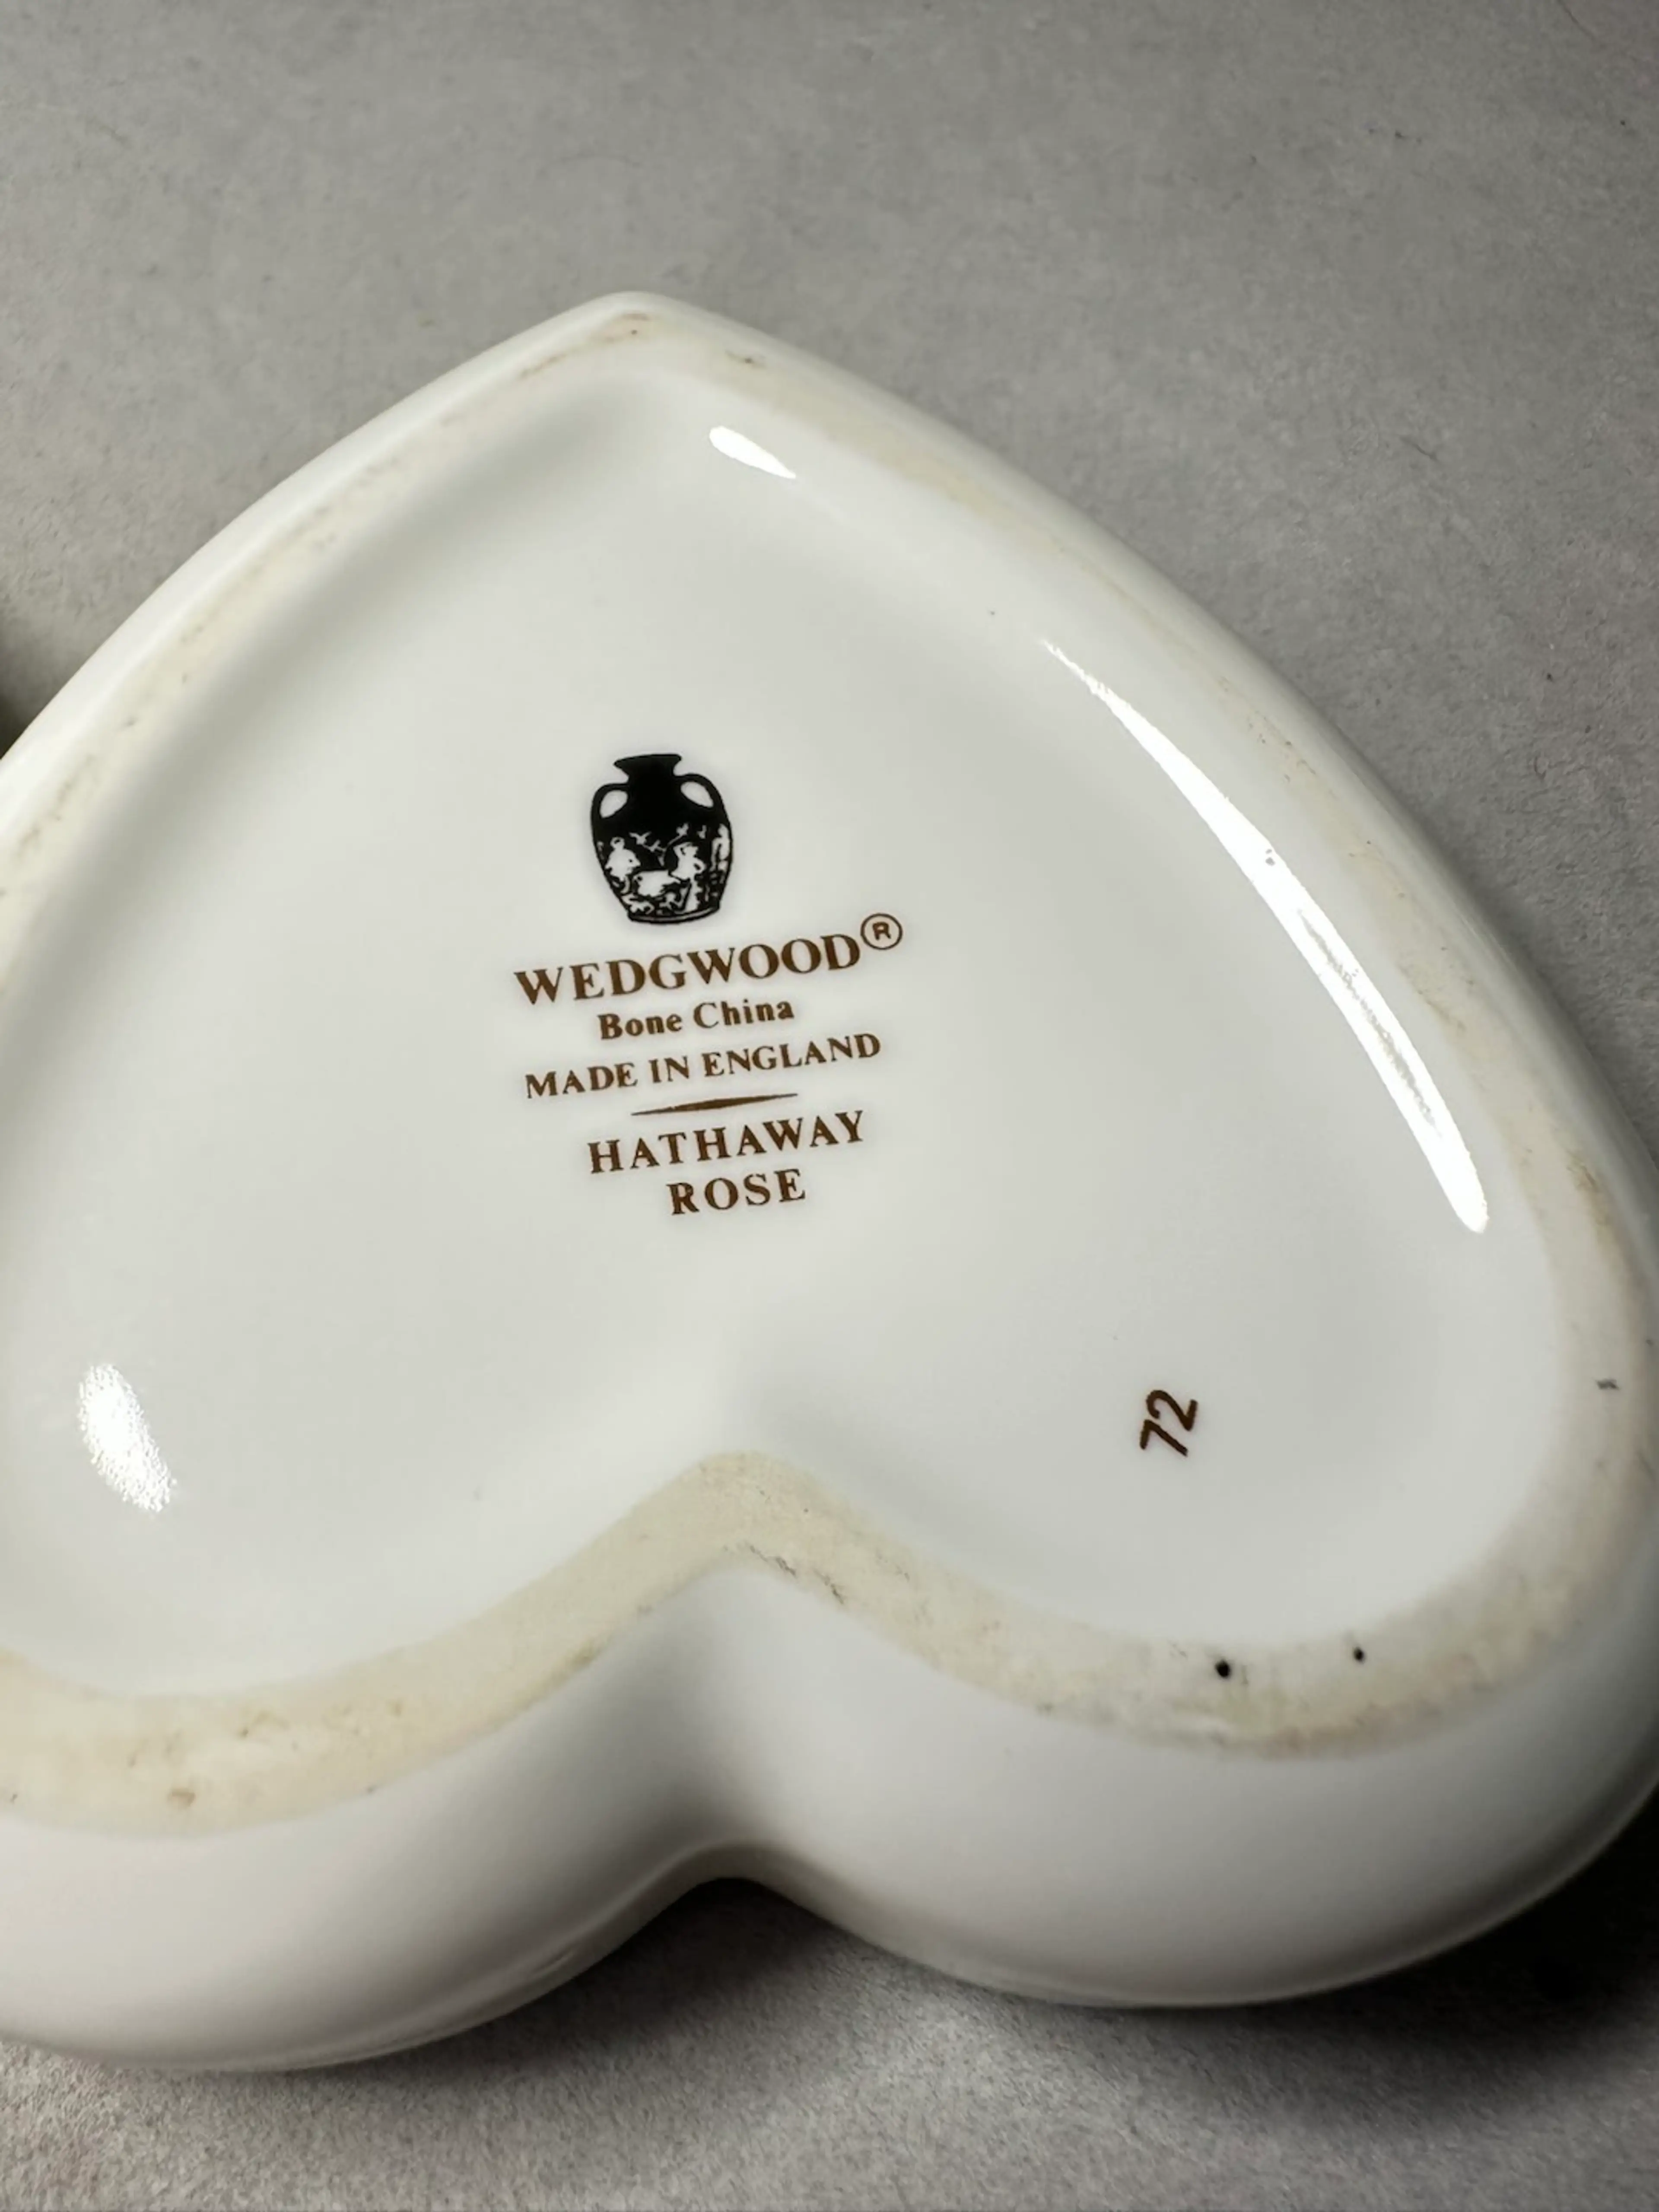 WEDGWOOD®
Bone China
MADE IN ENGLAND
HATHAWAY
ROSE
72